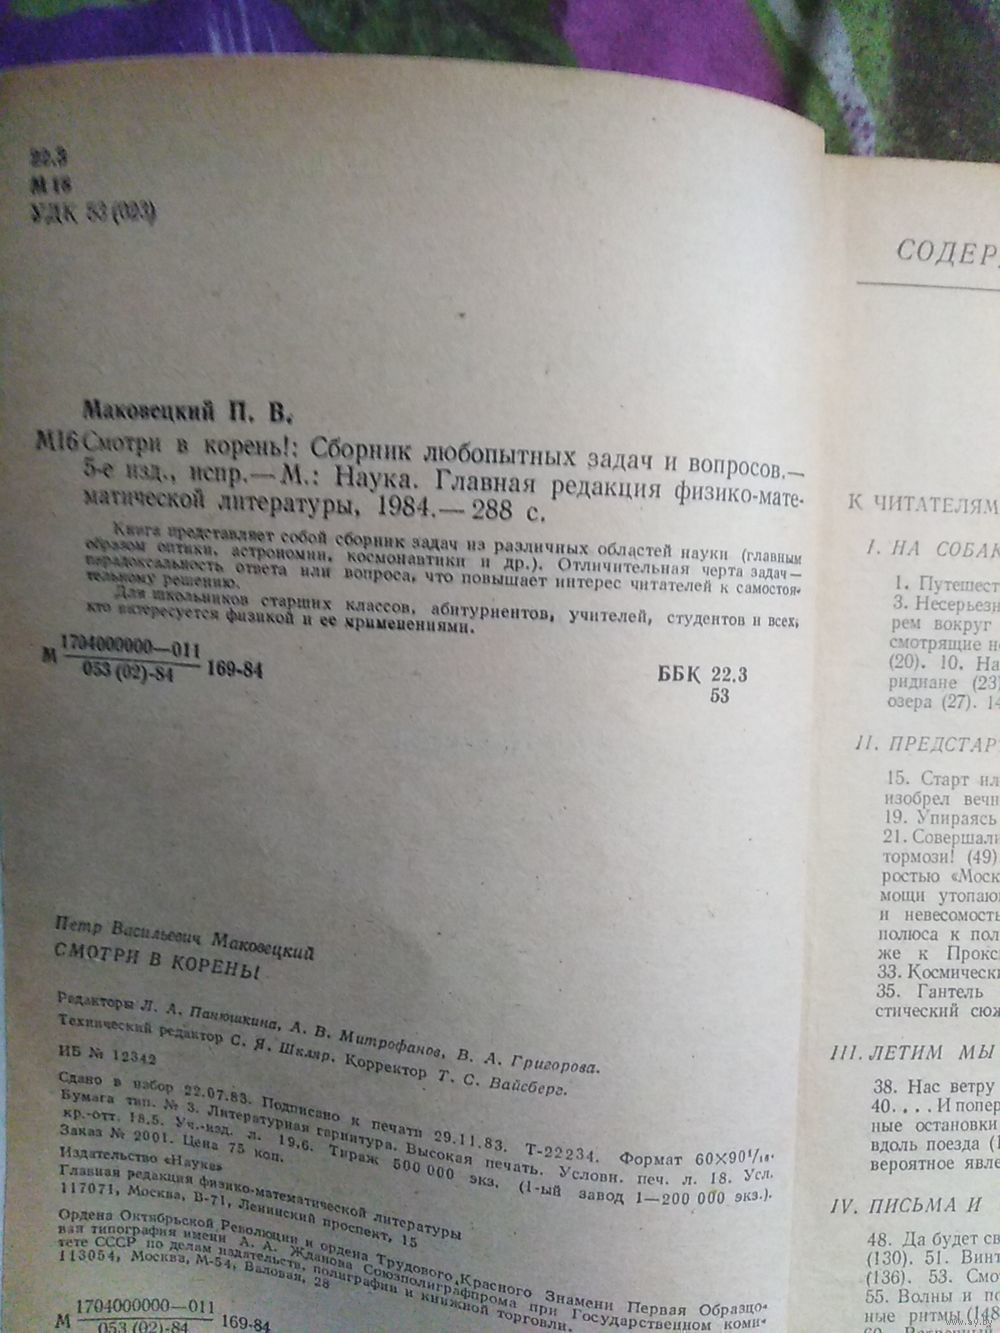 22.3
М 16
УДК 53 (023)
Маковецкий П. В.
М16 Смотри в корень!: Сборник любопытных задач и вопросов.—
5-е изд., испр.— М.: Наука. Главная редакция физико-мате-
матической литературы, 1984.— 288 с.
Книга представляет собой сборник задач из различных областей науки (главным
образом оптики, астрономии, космонавтики и др.). Отличительная черта задач —
парадоксальность ответа или вопроса, что повышает интерес читателей к самостоя-
тельному решению.
Для школьников старших классов, абитуриентов, учителей, студентов и всех,
кто интересуется физикой и ее применениями.
М 1704000000—011
053 (02)-84 169-84
ББК 22.3
53
Петр Васильевич Маковецкий
СМОТРИ В КОРЕНЬ!
Редакторы Л. А. Панюшкина, А. В. Митрофанов, В. А. Григорова.
Технический редактор С. Я. Шкляр. Корректор Т. С. Вайсберг.
ИБ № 12342
Сдано в набор 22.07.83. Подписано к печати 29.11.83. Т-22234. Формат 60×90 1/16.
Бумага тип. № 3. Литературная гарнитура. Высокая печать. Условн. печ. л. 18. Усл.
кр.-отт. 18,5. Уч.-изд. л. 19,6. Тираж 500 000 экз. (1-ый завод 1—200 000 экз.).
Заказ № 2001. Цена 75 коп.
Издательство «Наука»
Главная редакция физико-математической литературы
117071, Москва, В-71, Ленинский проспект, 15
Ордена Октябрьской Революции и ордена Трудового Красного Знамени Первая Образцо-
вая типография имени А. А. Жданова Союзполиграфпрома при Государственном коми-
тете СССР по делам издательств, полиграфии и книжной торговли.
113054, Москва, М-54, Валовая, 28
М 1704000000—011
053 (02)-84 169-84
СОДЕР
К ЧИТАТЕЛЯМ
I. НА СОБАК
1. Путешест
3. Несерьезн
рем вокруг
смотрящие не
(20). 10. На
ридиане (23)
озера (27). 14
II. ПРЕДСТАР
15. Старт ил
изобрел вечн
19. Упираясь
21. Совершали
тормози! (49)
ростью «Моск
мощи утопаю
и невесомость
полюса к пол
же к Прокс
33. Космически
35. Гантель
стический сюж
III. ЛЕТИМ МЫ
38. Нас ветру
40. . . . И попер
ные остановки
вдоль поезда (1
вероятное явле
IV. ПИСЬМА И
48. Да будет св
(130). 51. Винт
(136). 53. Смо
55. Волны и по
ные ритмы (148
www.ay.by